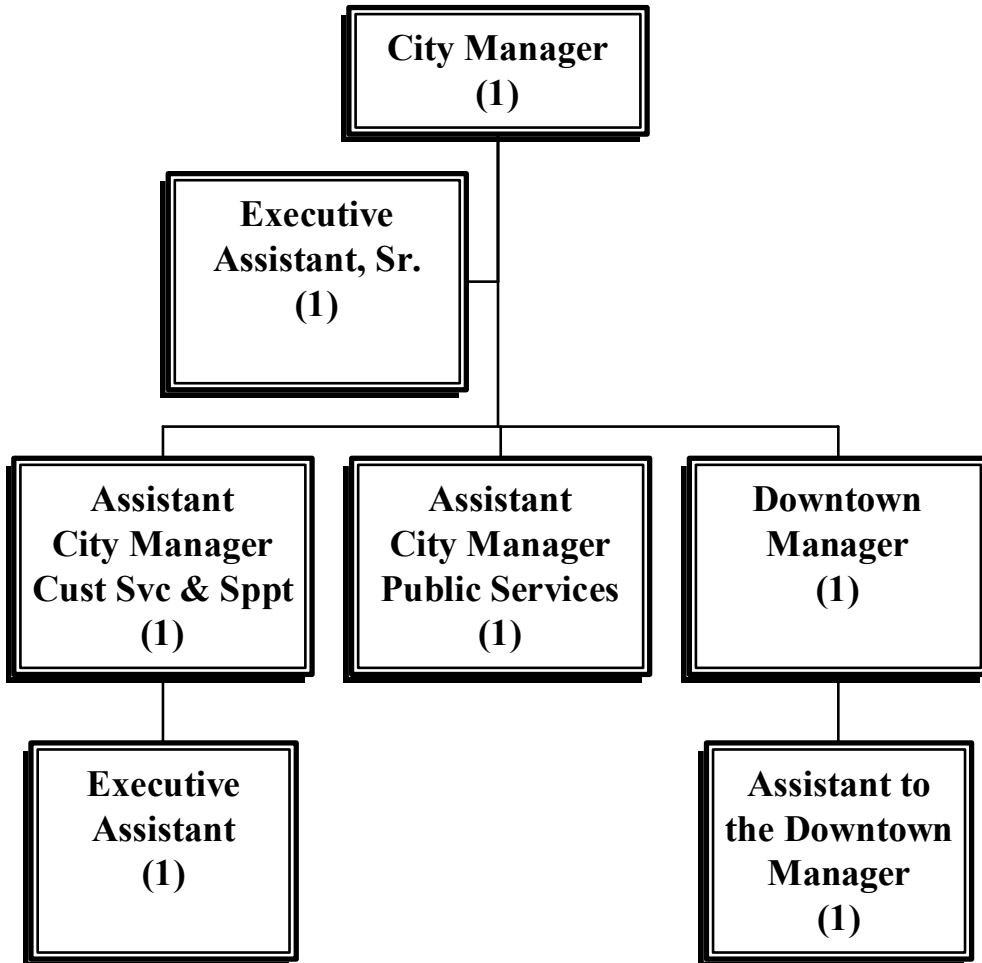 City Manager
(1)
Executive
Assistant, Sr.
(1)
Assistant
City Manager
Cust Svc & Sppt
(1)
Assistant
City Manager
Public Services
(1)
Downtown
Manager
(1)
Executive
Assistant
(1)
Assistant to
the Downtown
Manager
(1)